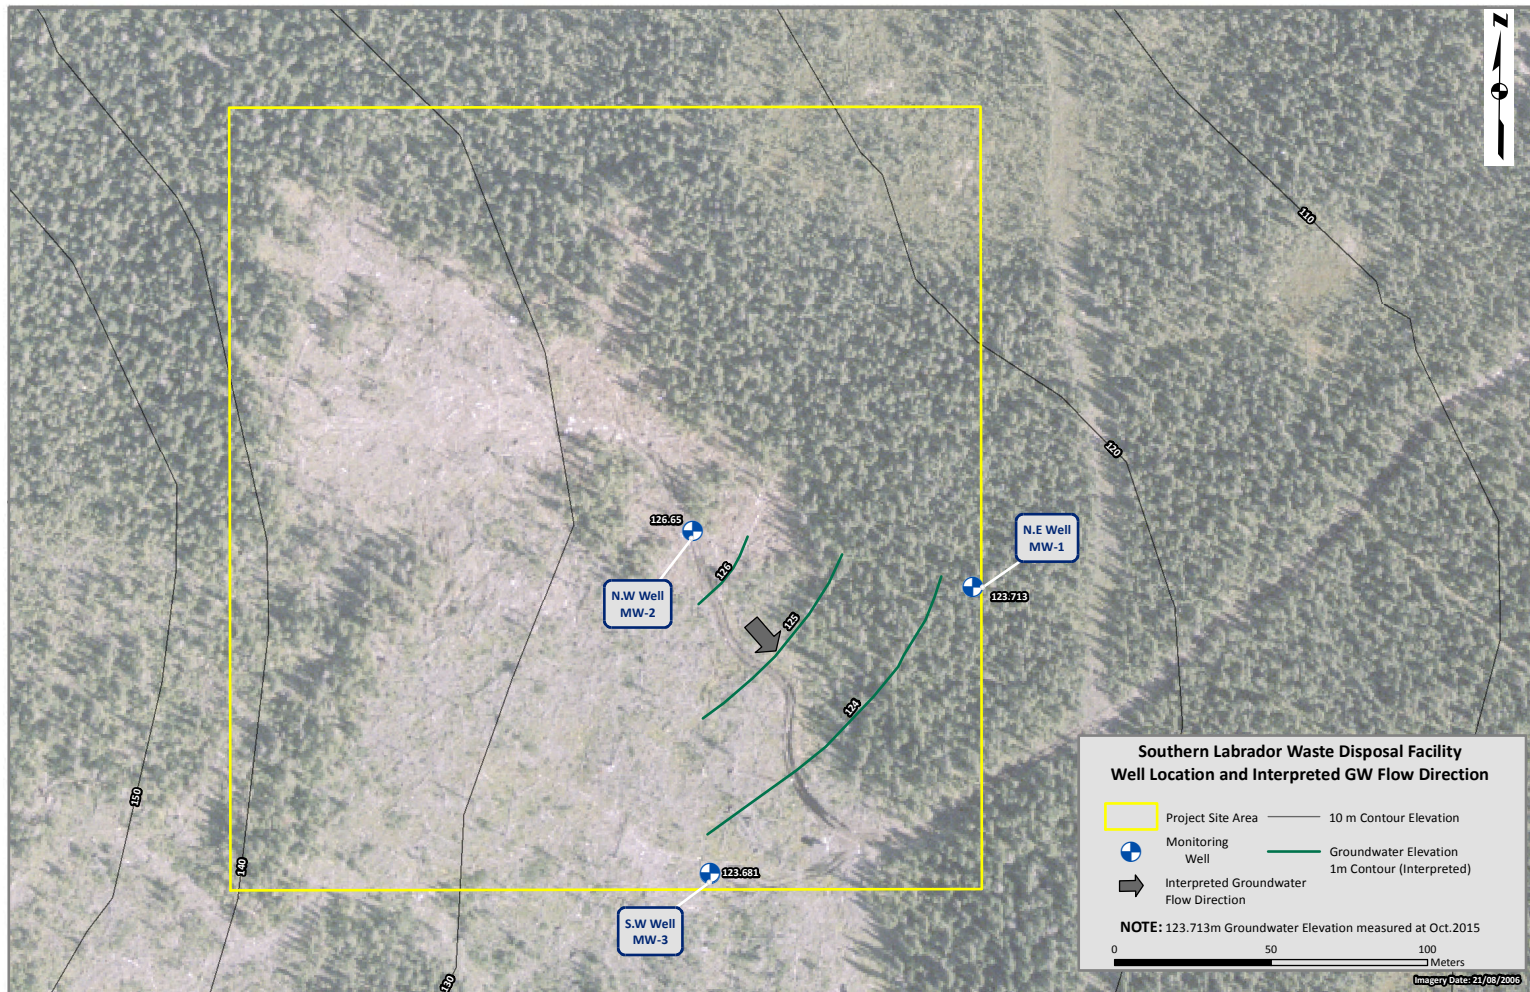 Z
110
120
126.65
N.E Well
MW-1
126
123.713
N.W Well
MW-2
125
124
150
140
123.681
S.W Well
MW-3
130
Southern Labrador Waste Disposal Facility
Well Location and Interpreted GW Flow Direction
Project Site Area
10 m Contour Elevation
Monitoring
Well
Groundwater Elevation
1m Contour (Interpreted)
Interpreted Groundwater
Flow Direction
NOTE: 123.713m Groundwater Elevation measured at Oct.2015
0 50 100
Meters
Imagery Date: 21/08/2006